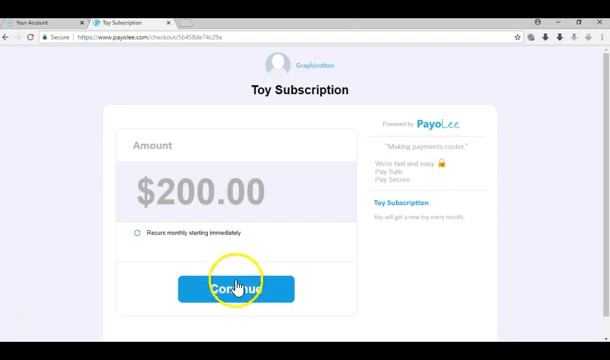 Your Account
Toy Subscription
Secure
https://www.payolee.com/checkout/5b458de74c29a
Graphicsttsn
Toy Subscription
Amount
$200.00
Recurs monthly starting immediately
Continue
Powered by PayoLee
"Making payments cooler."
We're fast and easy
Pay Safe
Pay Secure
Toy Subscription
You will get a new toy every month.